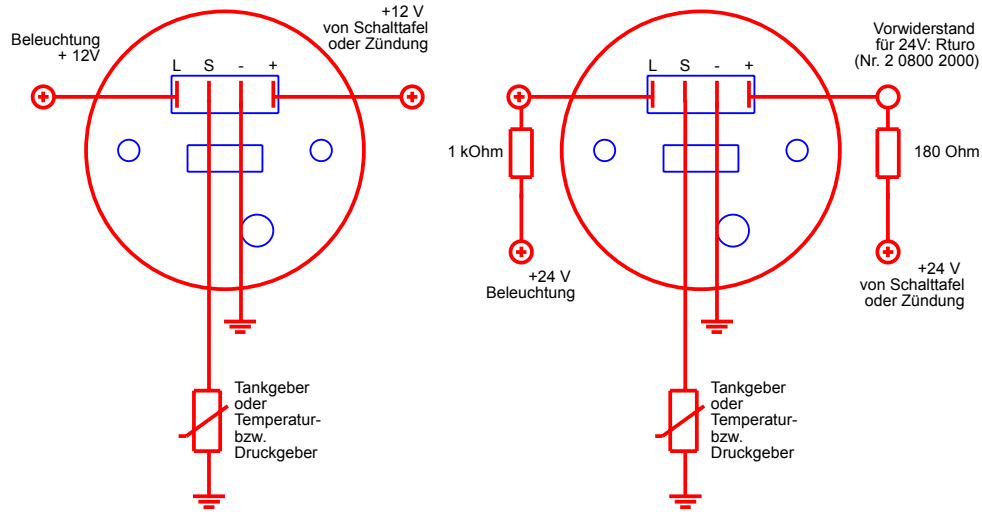 Beleuchtung
+ 12V
+12 V
von Schalttafel
oder Zündung
L S - +
Tankgeber
oder
Temperatur-
bzw.
Druckgeber
Vorwiderstand
für 24V: Rturo
(Nr. 2 0800 2000)
L S - +
1 kOhm
180 Ohm
+24 V
Beleuchtung
+24 V
von Schalttafel
oder Zündung
Tankgeber
oder
Temperatur-
bzw.
Druckgeber